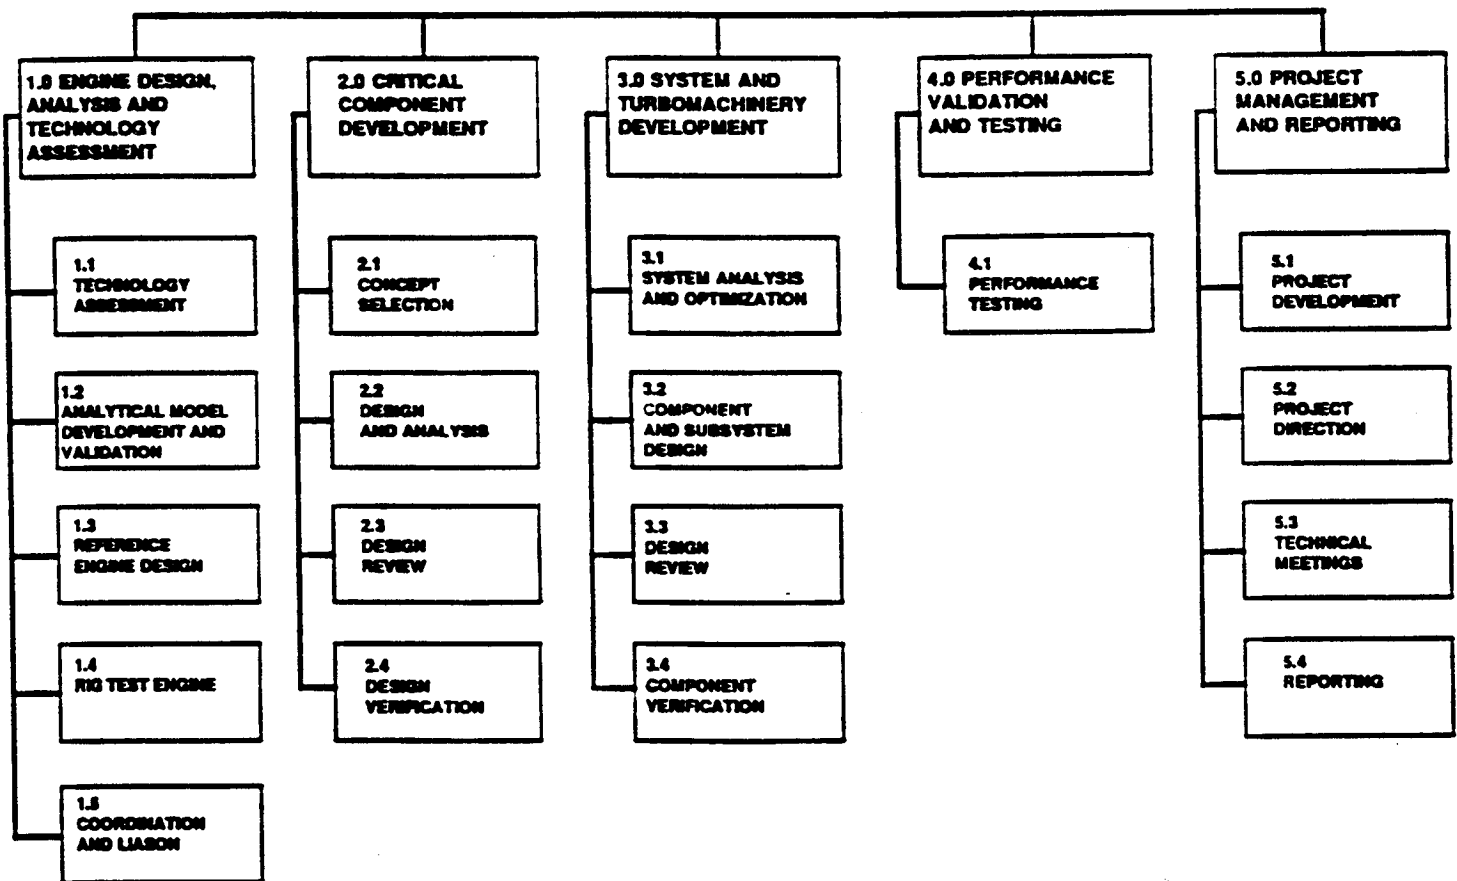 1.0 ENGINE DESIGN,
ANALYSIS AND
TECHNOLOGY
ASSESSMENT
1.1
TECHNOLOGY
ASSESSMENT
1.2
ANALYTICAL MODEL
DEVELOPMENT AND
VALIDATION
1.3
REFERENCE
ENGINE DESIGN
1.4
RIG TEST ENGINE
1.5
COORDINATION
AND LIASON
2.0 CRITICAL
COMPONENT
DEVELOPMENT
2.1
CONCEPT
SELECTION
2.2
DESIGN
AND ANALYSIS
2.3
DESIGN
REVIEW
2.4
DESIGN
VERIFICATION
3.0 SYSTEM AND
TURBOMACHINERY
DEVELOPMENT
3.1
SYSTEM ANALYSIS
AND OPTIMIZATION
3.2
COMPONENT
AND SUBSYSTEM
DESIGN
3.3
DESIGN
REVIEW
3.4
COMPONENT
VERIFICATION
4.0 PERFORMANCE
VALIDATION
AND TESTING
4.1
PERFORMANCE
TESTING
5.0 PROJECT
MANAGEMENT
AND REPORTING
5.1
PROJECT
DEVELOPMENT
5.2
PROJECT
DIRECTION
5.3
TECHNICAL
MEETINGS
5.4
REPORTING